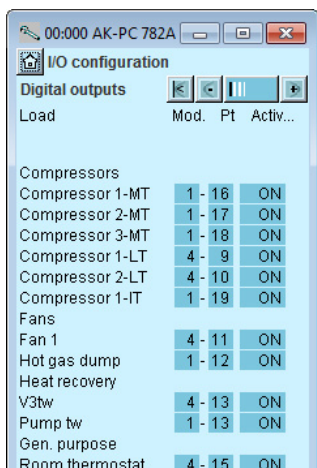 00:000 AK-PC 782A
I/O configuration
Digital outputs
Load Mod. Pt Activ...
Compressors
Compressor 1-MT 1 - 16 ON
Compressor 2-MT 1 - 17 ON
Compressor 3-MT 1 - 18 ON
Compressor 1-LT 4 - 9 ON
Compressor 2-LT 4 - 10 ON
Compressor 1-IT 1 - 19 ON
Fans
Fan 1 4 - 11 ON
Hot gas dump 1 - 12 ON
Heat recovery
V3tw 4 - 13 ON
Pump tw 1 - 13 ON
Gen. purpose
Room thermostat 4 - 15 ON